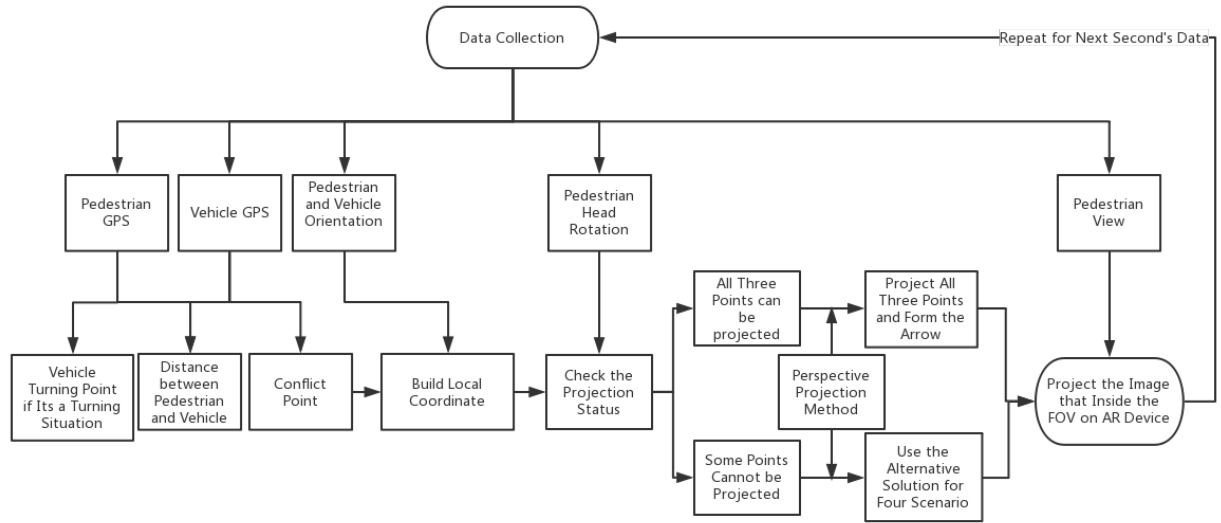 Data Collection
Repeat for Next Second's Data
Pedestrian
GPS
Vehicle GPS
Pedestrian
and Vehicle
Orientation
Pedestrian
Head
Rotation
Pedestrian
View
All Three
Points can
be
projected
Project All
Three Points
and Form the
Arrow
Vehicle
Turning Point
if Its a Turning
Situation
Distance
between
Pedestrian
and Vehicle
Conflict
Point
Build Local
Coordinate
Check the
Projection
Status
Perspective
Projection
Method
Project the Image
that Inside the
FOV on AR Device
Some Points
Cannot be
Projected
Use the
Alternative
Solution for
Four Scenario